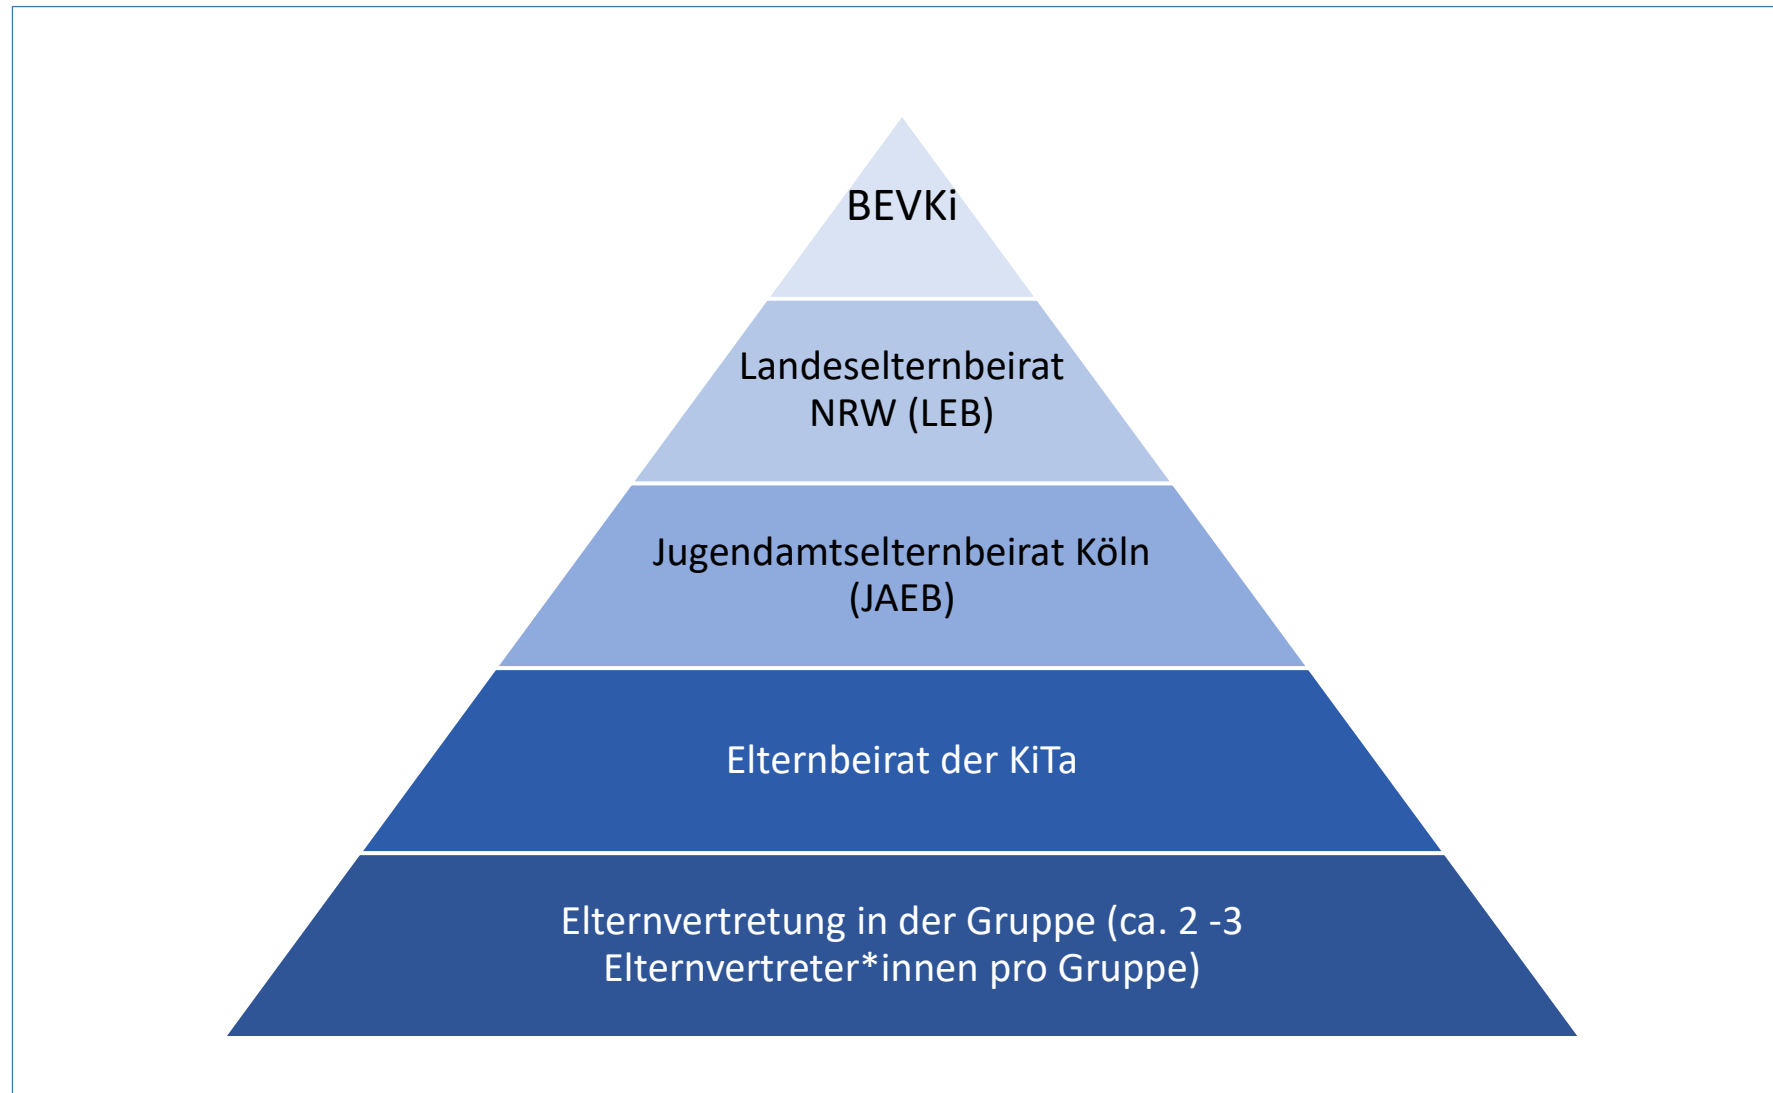 BEVKi
Landeselternbeirat
NRW (LEB)
Jugendamtselternbeirat Köln
(JAEB)
Elternbeirat der KiTa
Elternvertretung in der Gruppe (ca. 2 -3
Elternvertreter*innen pro Gruppe)